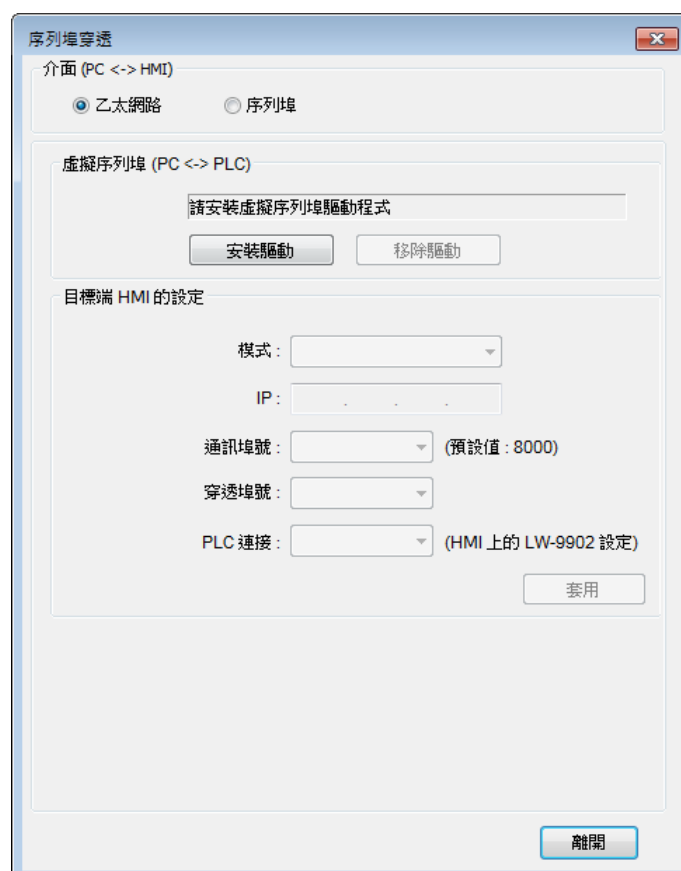 序列埠穿透
介面 (PC <-> HMI)
乙太網路 序列埠
虛擬序列埠 (PC <-> PLC)
請安裝虛擬序列埠驅動程式
安裝驅動 移除驅動
目標端 HMI 的設定
模式 :
IP : . . .
通訊埠號 : (預設值 : 8000)
穿透埠號 :
PLC 連接 : (HMI 上的 LW-9902 設定)
套用
離開